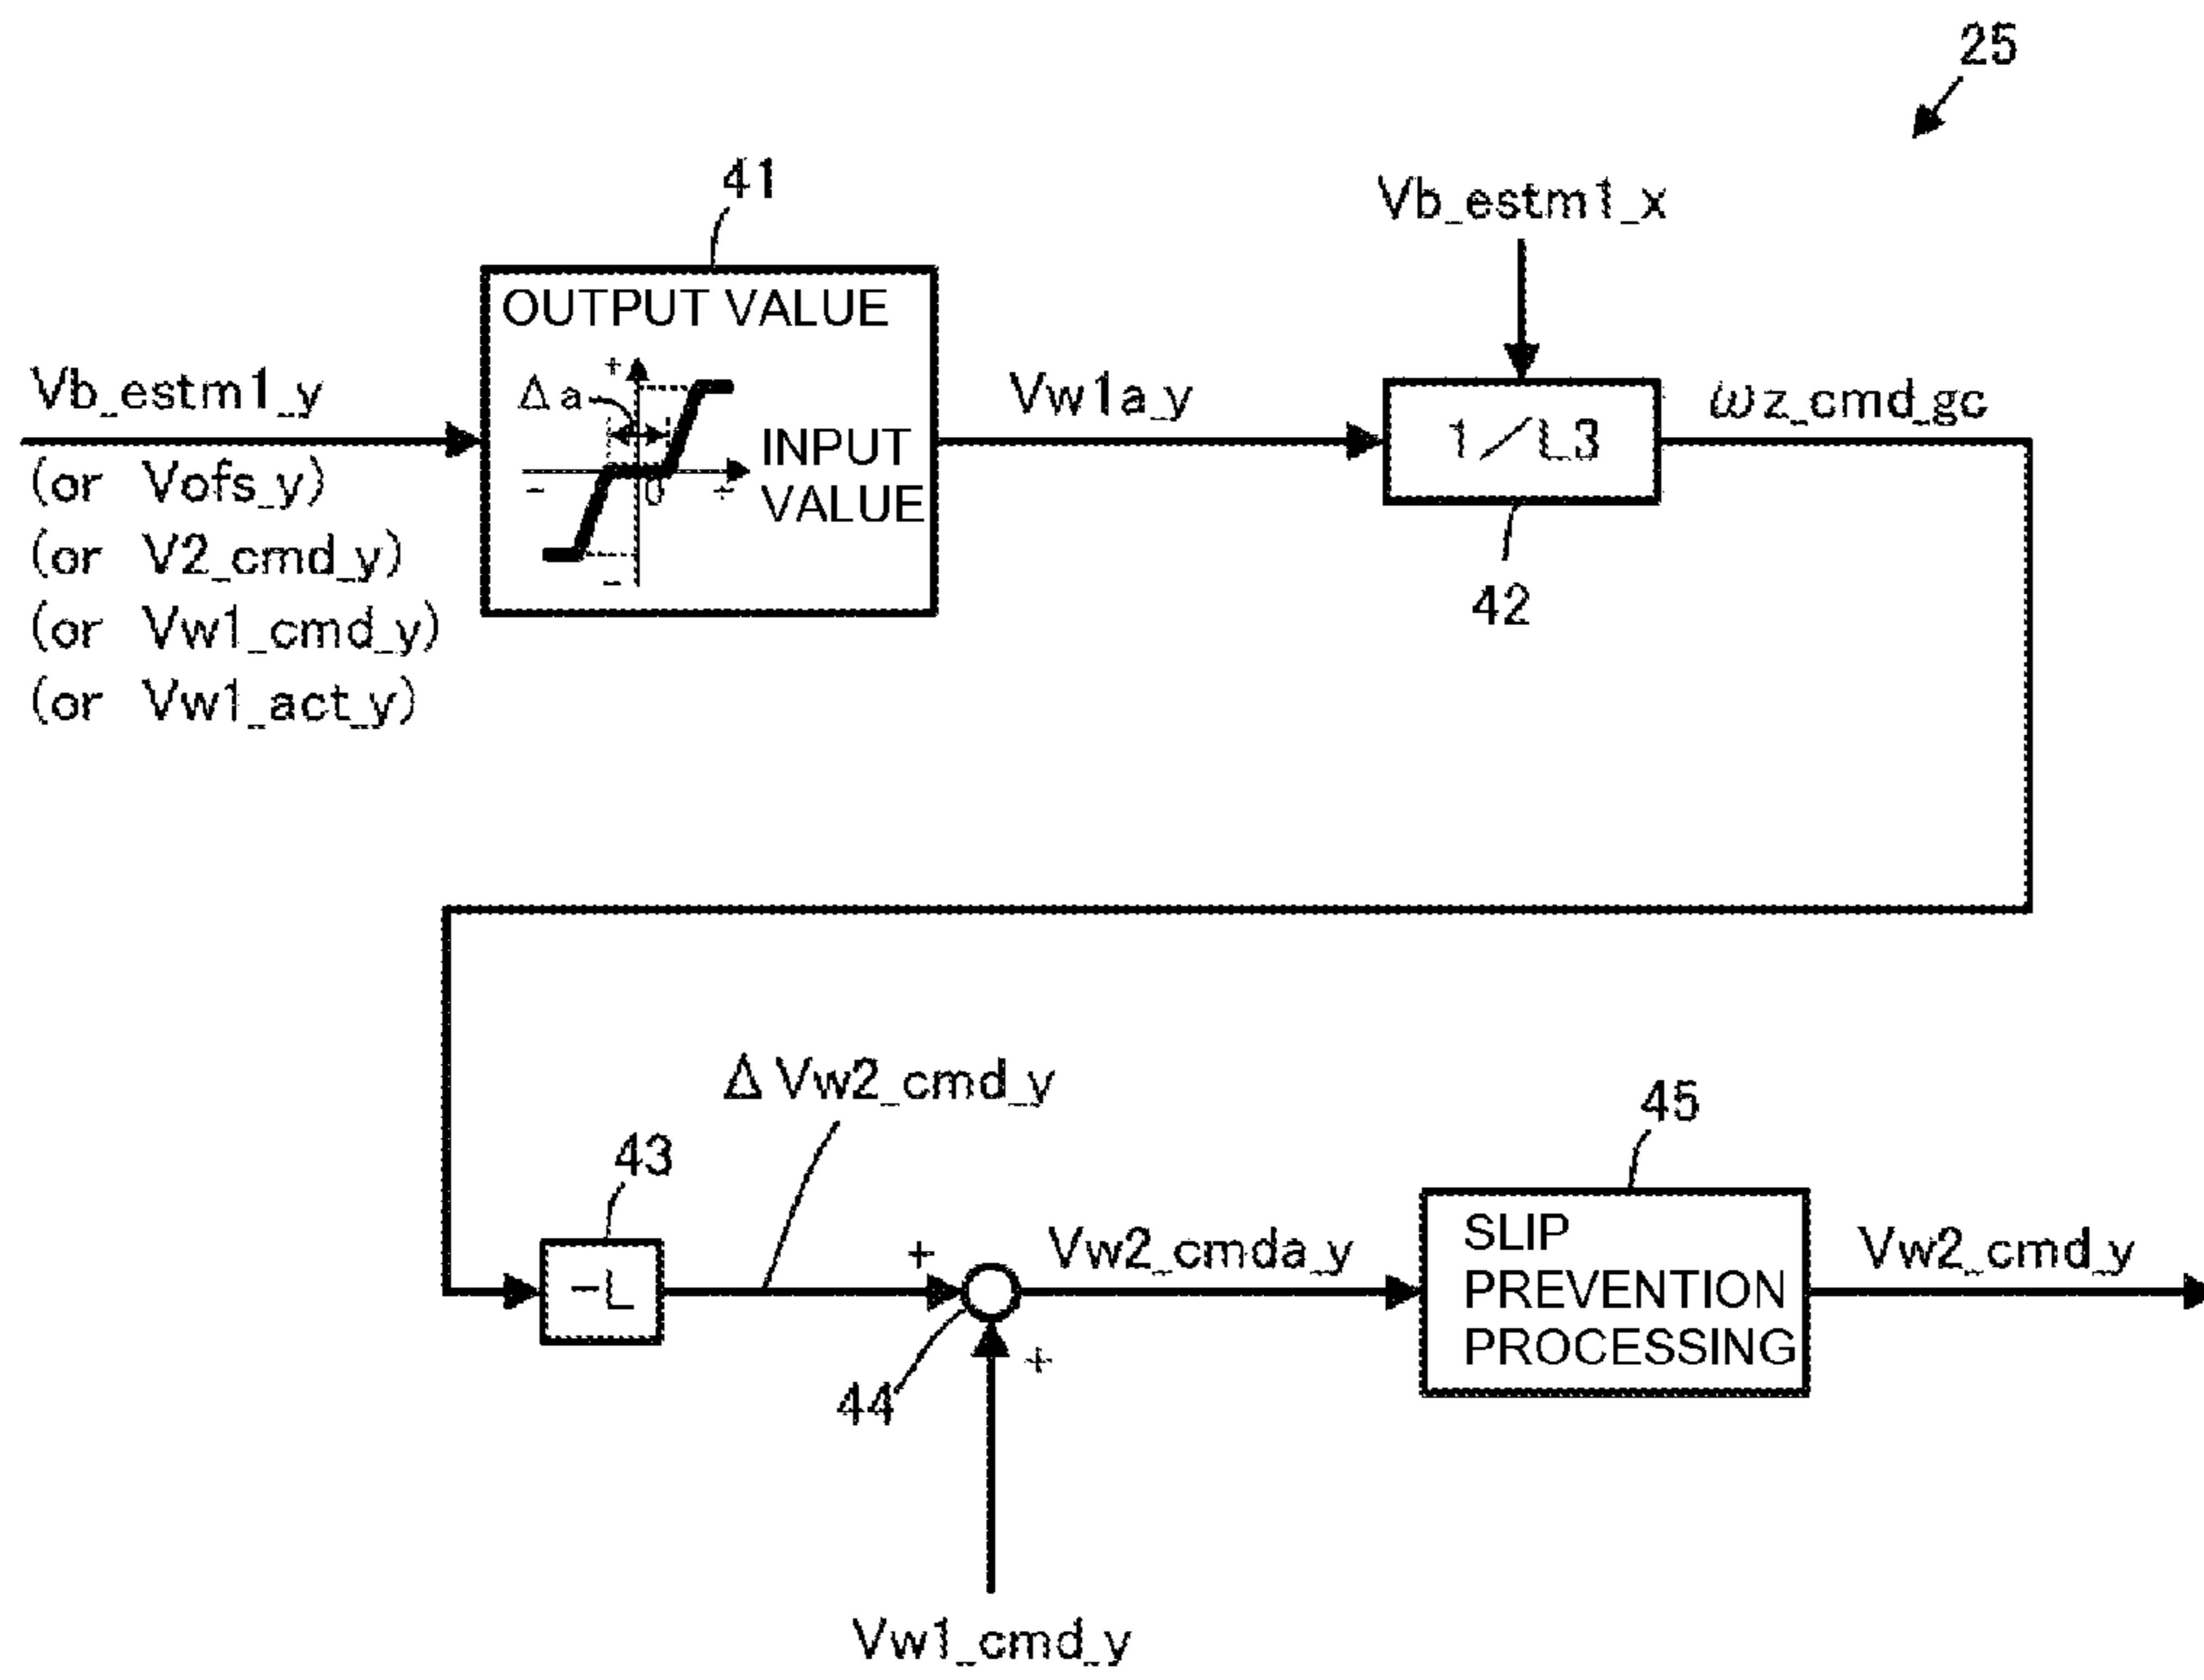 25
41
Vb_estm1_x
OUTPUT VALUE
Vb_estm1_y
+
Δa
INPUT
VALUE
-
0
+
-
Vw1a_y
1/L3
ωz_cmd_gc
(or Vofs_y)
(or V2_cmd_y)
(or Vw1_cmd_y)
(or Vw1_act_y)
42
ΔVw2_cmd_y
45
43
-L
+
Vw2_cmda_y
SLIP
PREVENTION
PROCESSING
Vw2_cmd_y
+
44
Vw1_cmd_y